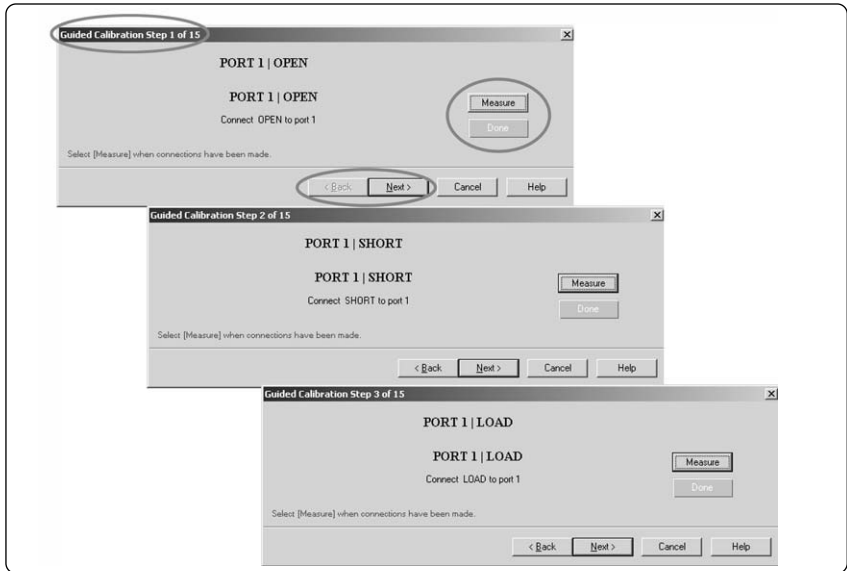 Guided Calibration Step 1 of 15
PORT 1 | OPEN
PORT 1 | OPEN
Connect OPEN to port 1
Measure
Done
Select [Measure] when connections have been made.
< Back Next > Cancel Help
Guided Calibration Step 2 of 15
PORT 1 | SHORT
PORT 1 | SHORT
Connect SHORT to port 1
Measure
Done
Select [Measure] when connections have been made.
< Back Next > Cancel Help
Guided Calibration Step 3 of 15
PORT 1 | LOAD
PORT 1 | LOAD
Connect LOAD to port 1
Measure
Done
Select [Measure] when connections have been made.
< Back Next > Cancel Help